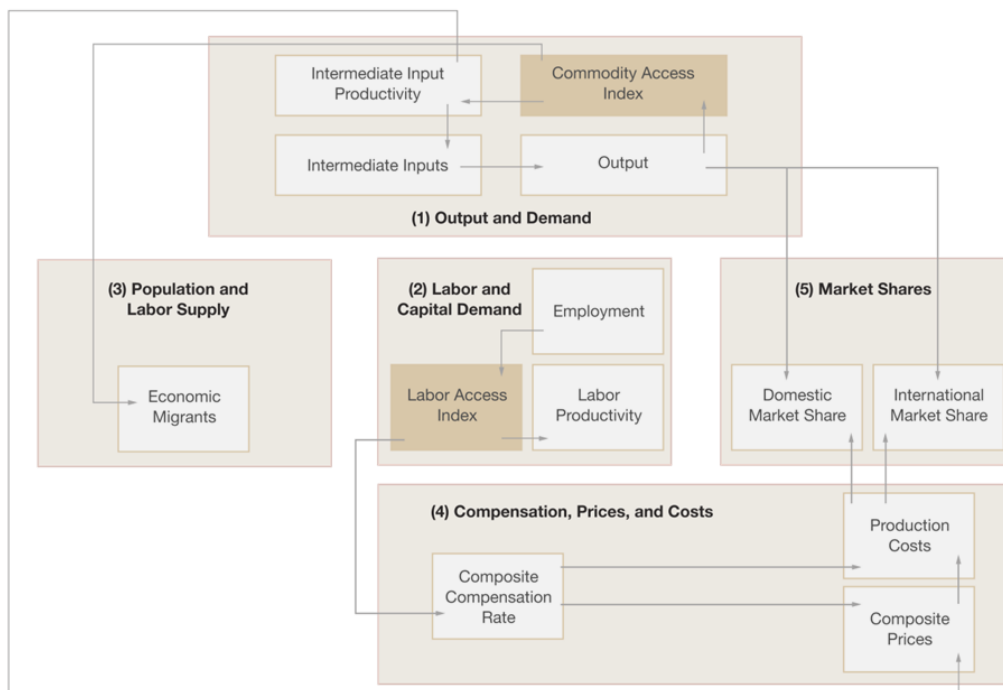 Intermediate Input
Productivity
Commodity Access
Index
Intermediate Inputs
Output
(1) Output and Demand
(3) Population and
Labor Supply
Economic
Migrants
(2) Labor and
Capital Demand
Employment
Labor Access
Index
Labor
Productivity
(5) Market Shares
Domestic
Market Share
International
Market Share
(4) Compensation, Prices, and Costs
Composite
Compensation
Rate
Production
Costs
Composite
Prices